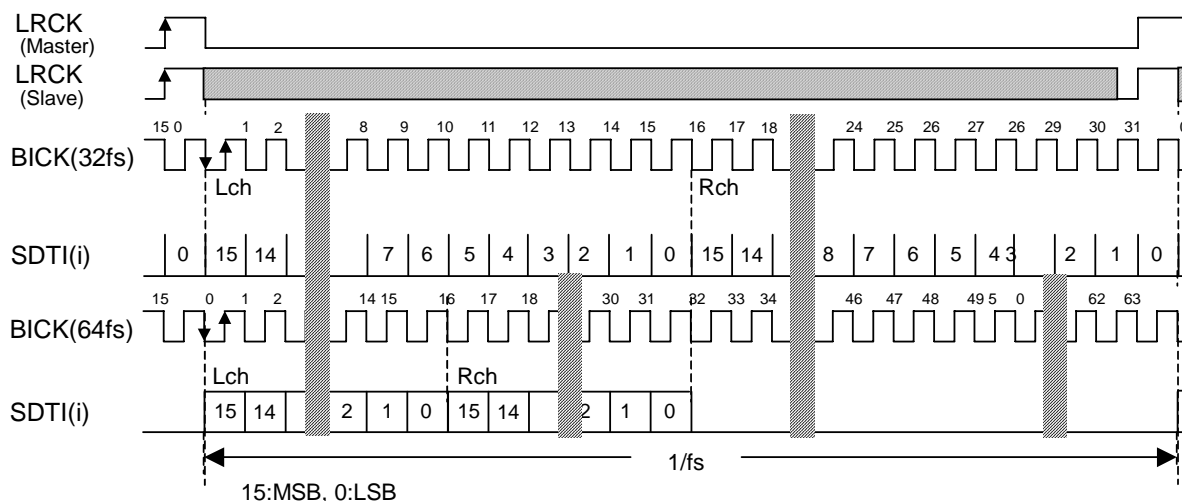 LRCK
(Master)
LRCK
(Slave)
15 0 1 2 8 9 10 11 12 13 14 15 16 17 18 24 25 26 27 26 29 30 31
BICK(32fs)
Lch Rch
SDTI(i) 0 15 14 7 6 5 4 3 2 1 0 15 14 8 7 6 5 4 3 2 1 0
15 0 1 2 14 15 16 17 18 30 31 32 33 34 46 47 48 49 5 0 62 63
BICK(64fs)
Lch Rch
SDTI(i) 15 14 2 1 0 15 14 2 1 0
1/fs
15:MSB, 0:LSB